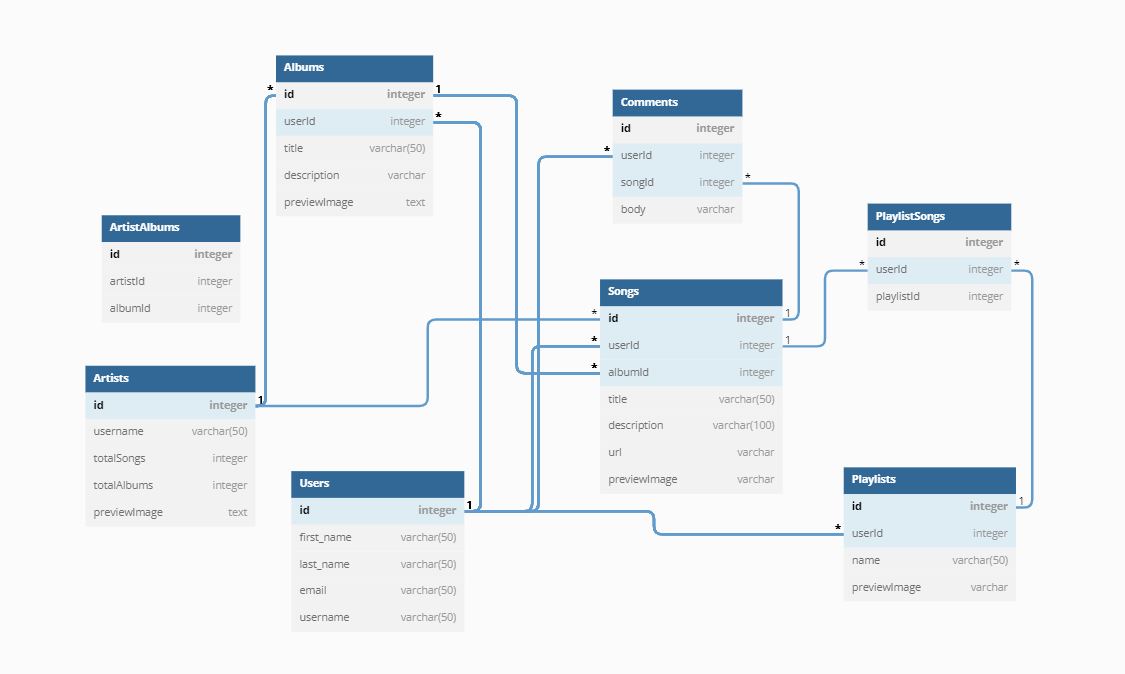 Albums
* id integer 1
userId integer *
title varchar(50)
description varchar
previewImage text
Comments
id integer
* userId integer
songId integer *
body varchar
ArtistAlbums
id integer
artistId integer
albumId integer
PlaylistSongs
id integer
* userId integer *
playlistId integer
Songs
* id integer 1
* userId integer 1
* albumId integer
title varchar(50)
description varchar(100)
url varchar
previewImage varchar
Artists
id integer 1
username varchar(50)
totalSongs integer
totalAlbums integer
previewImage text
Users
id integer 1
first_name varchar(50)
last_name varchar(50)
email varchar(50)
username varchar(50)
Playlists
id integer 1
* userId integer
name varchar(50)
previewImage varchar